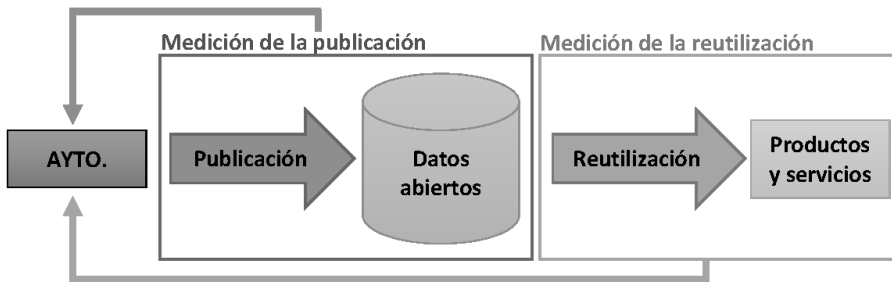 Medición de la publicación
Medición de la reutilización
AYTO.
Publicación
Datos
abiertos
Reutilización
Productos
y servicios